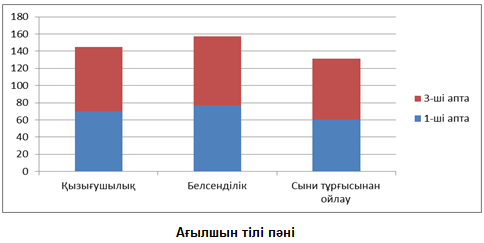 180
160
140
120
100
80
60
40
20
0
Қызығушылық
Белсенділік
Сыни тұрғысынан
ойлау
3-ші апта
1-ші апта
Ағылшын тілі пәні